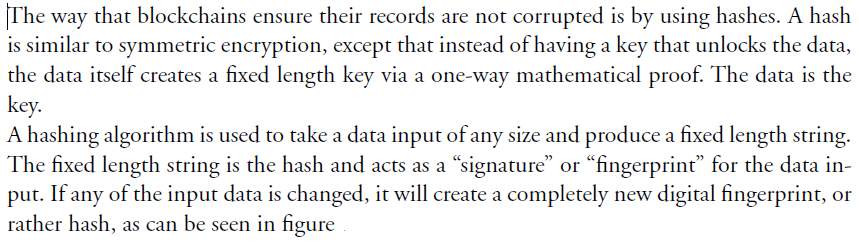 The way that blockchains ensure their records are not corrupted is by using hashes. A hash
is similar to symmetric encryption, except that instead of having a key that unlocks the data,
the data itself creates a fixed length key via a one-way mathematical proof. The data is the
key.
A hashing algorithm is used to take a data input of any size and produce a fixed length string.
The fixed length string is the hash and acts as a “signature” or “fingerprint” for the data in-
put. If any of the input data is changed, it will create a completely new digital fingerprint, or
rather hash, as can be seen in figure